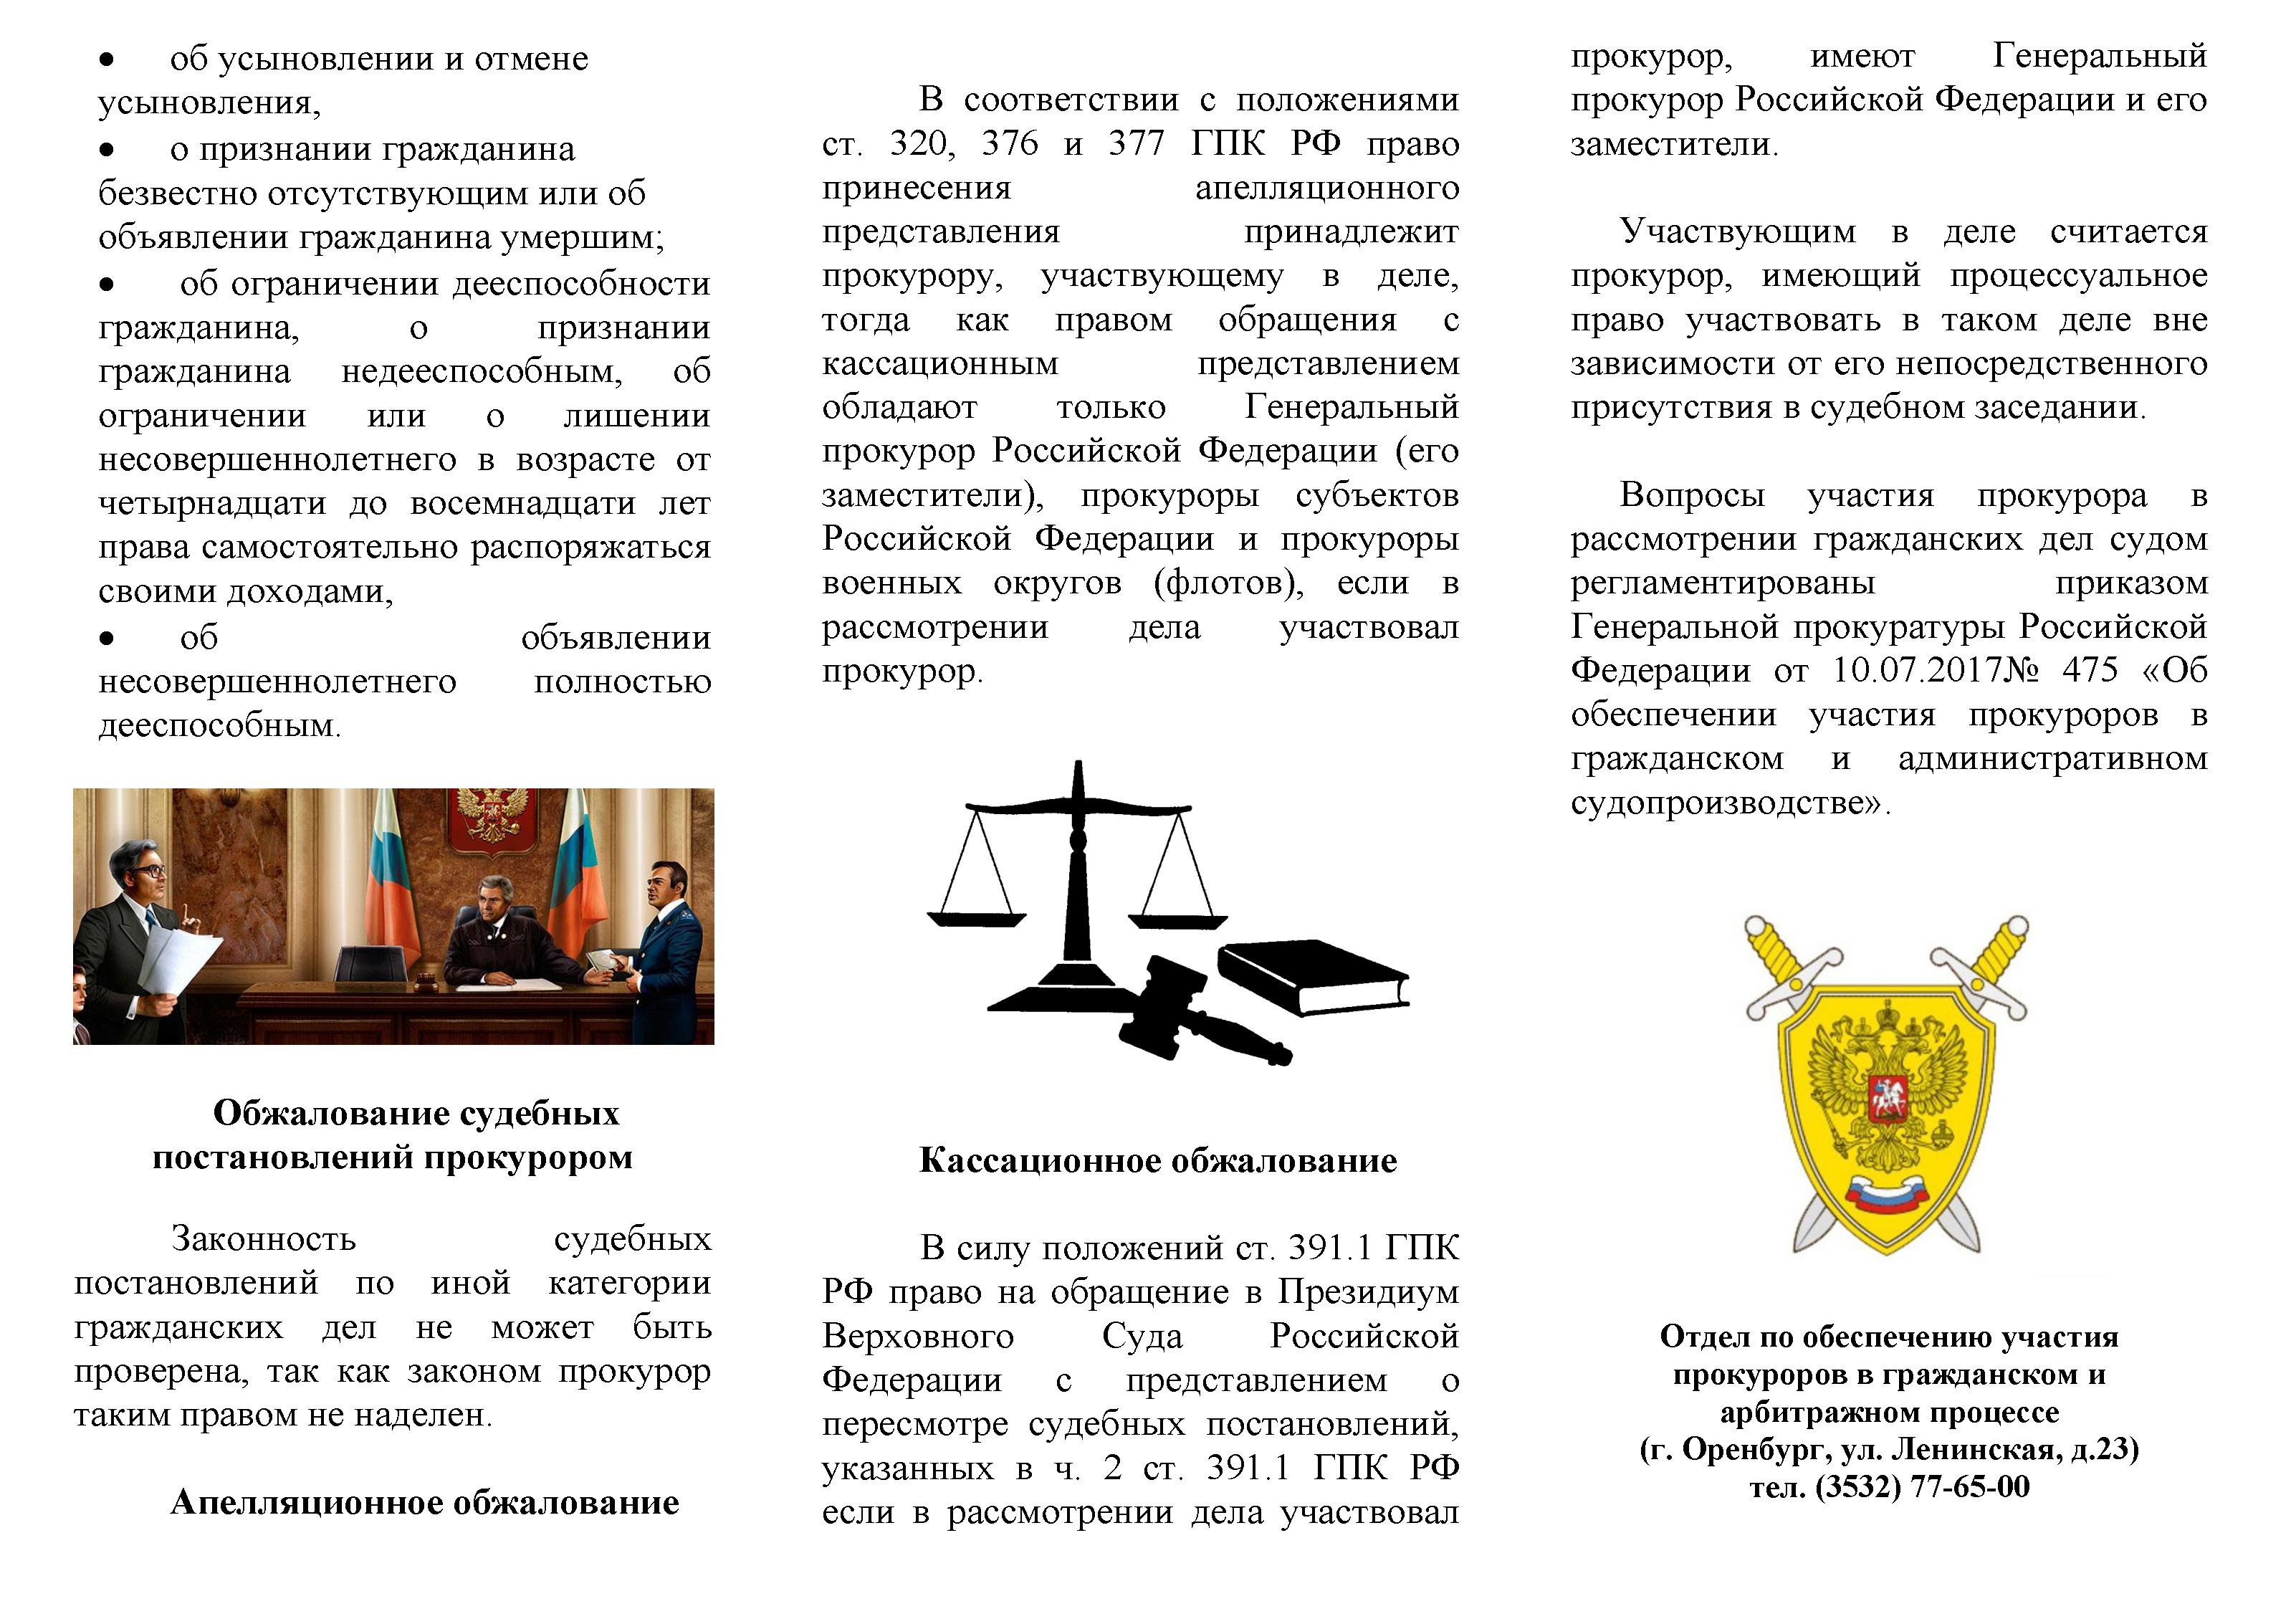 • об усыновлении и отмене
усыновления,
• о признании гражданина
безвестно отсутствующим или об
объявлении гражданина умершим;
• об ограничении дееспособности
гражданина, о признании
гражданина недееспособным, об
ограничении или о лишении
несовершеннолетнего в возрасте от
четырнадцати до восемнадцати лет
права самостоятельно распоряжаться
своими доходами,
• об объявлении
несовершеннолетнего полностью
дееспособным.
Обжалование судебных
постановлений прокурором
Законность судебных
постановлений по иной категории
гражданских дел не может быть
проверена, так как законом прокурор
таким правом не наделен.
Апелляционное обжалование
В соответствии с положениями
ст. 320, 376 и 377 ГПК РФ право
принесения апелляционного
представления принадлежит
прокурору, участвующему в деле,
тогда как правом обращения с
кассационным представлением
обладают только Генеральный
прокурор Российской Федерации (его
заместители), прокуроры субъектов
Российской Федерации и прокуроры
военных округов (флотов), если в
рассмотрении дела участвовал
прокурор.
Кассационное обжалование
В силу положений ст. 391.1 ГПК
РФ право на обращение в Президиум
Верховного Суда Российской
Федерации с представлением о
пересмотре судебных постановлений,
указанных в ч. 2 ст. 391.1 ГПК РФ
если в рассмотрении дела участвовал
прокурор, имеют Генеральный
прокурор Российской Федерации и его
заместители.
Участвующим в деле считается
прокурор, имеющий процессуальное
право участвовать в таком деле вне
зависимости от его непосредственного
присутствия в судебном заседании.
Вопросы участия прокурора в
рассмотрении гражданских дел судом
регламентированы приказом
Генеральной прокуратуры Российской
Федерации от 10.07.2017№ 475 «Об
обеспечении участия прокуроров в
гражданском и административном
судопроизводстве».
Отдел по обеспечению участия
прокуроров в гражданском и
арбитражном процессе
(г. Оренбург, ул. Ленинская, д.23)
тел. (3532) 77-65-00